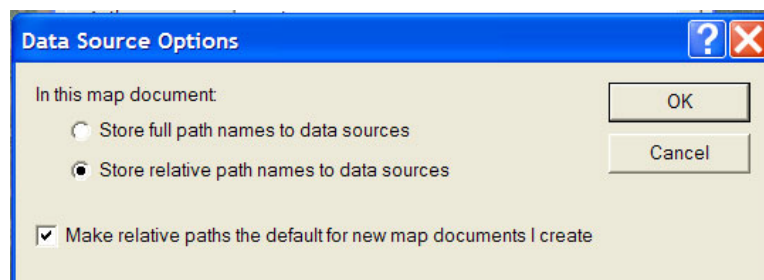 Data Source Options
In this map document:
OK
Store full path names to data sources
Cancel
Store relative path names to data sources
Make relative paths the default for new map documents I create